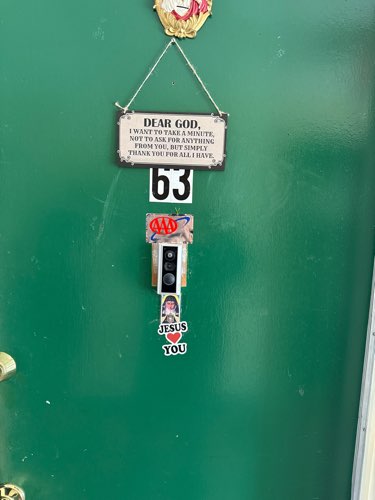 DEAR GOD,
I WANT TO TAKE A MINUTE,
NOT TO ASK FOR ANYTHING
FROM YOU, BUT SIMPLY
THANK YOU FOR ALL I HAVE.
63
AAA
JESUS
YOU